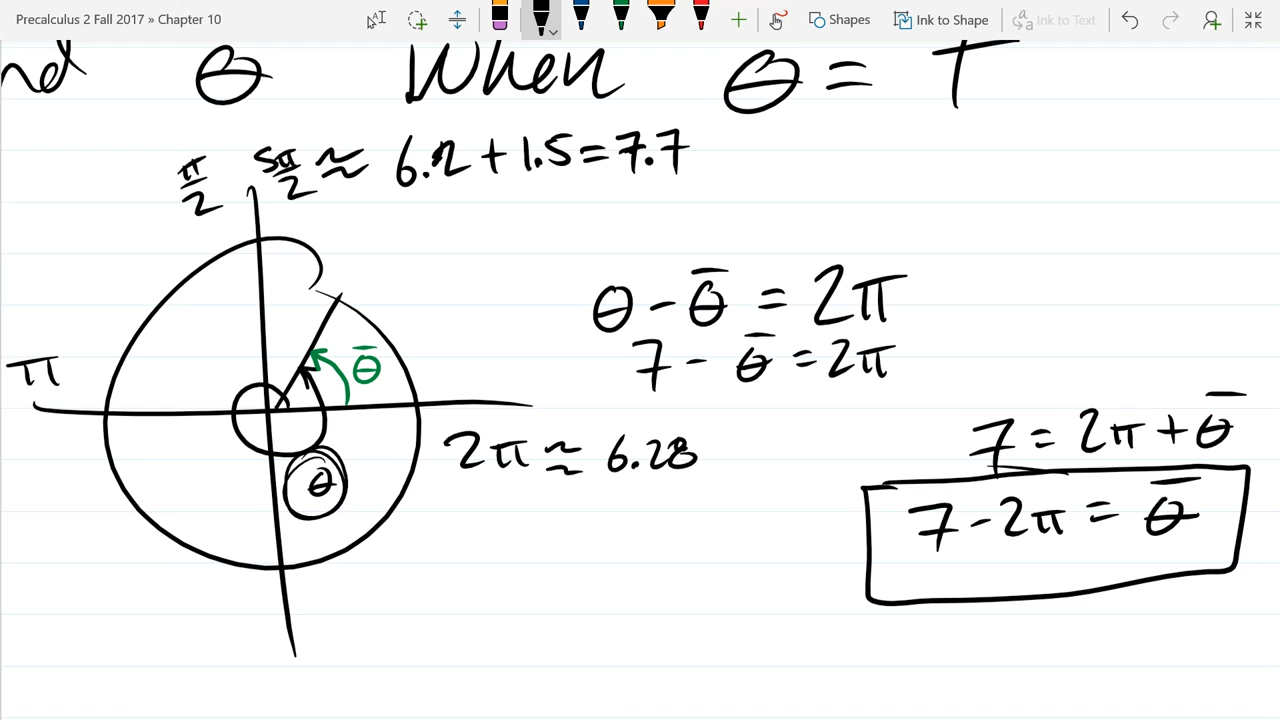 Precalculus 2 Fall 2017 » Chapter 10
Shapes
Ink to Shape
Ink to Text
nd θ When θ = T
π/2 5π/2 ≈ 6.2 + 1.5 = 7.7
θ - θ̅ = 2π
7 - θ̅ = 2π
π
θ̅
2π ≈ 6.28
θ
7 = 2π + θ̅
7 - 2π = θ̅